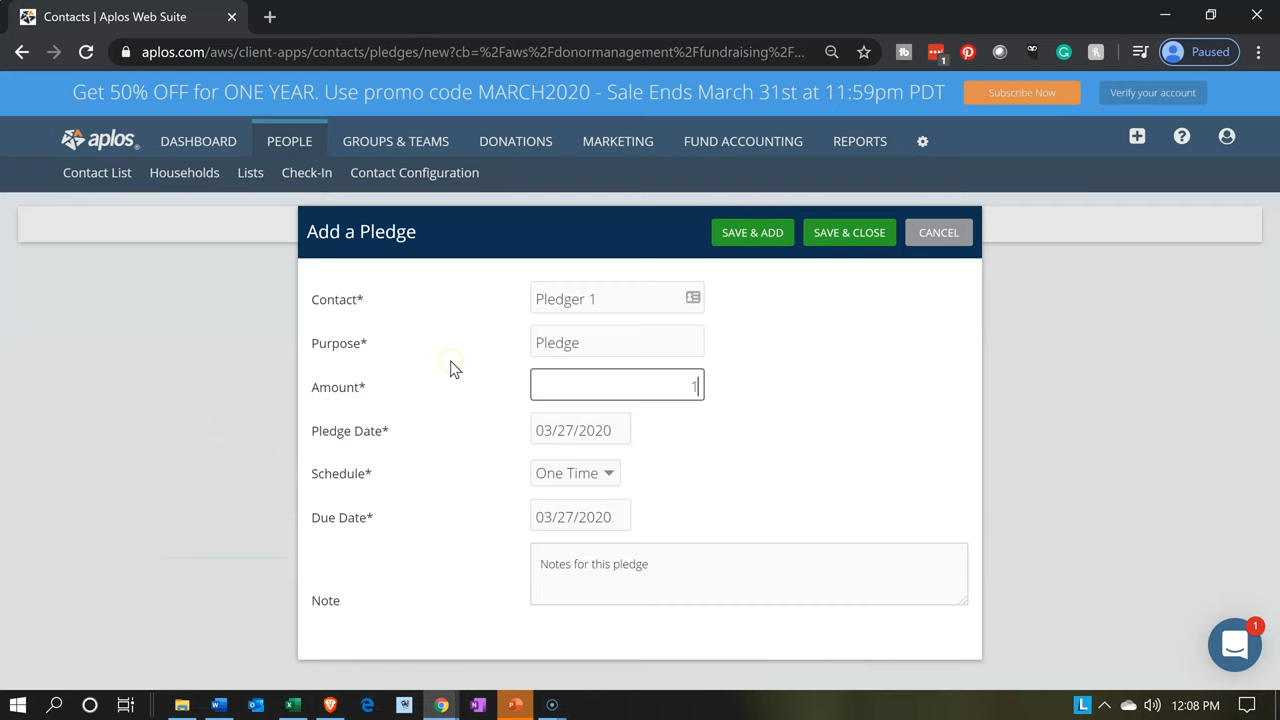 Contacts | Aplos Web Suite
aplos.com/aws/client-apps/contacts/pledges/new?cb=%2Faws%2Fdonormanagement%2Ffundraising%2F...
Paused
Get 50% OFF for ONE YEAR. Use promo code MARCH2020 - Sale Ends March 31st at 11:59pm PDT
Subscribe Now
Verify your account
aplos.
DASHBOARD PEOPLE GROUPS & TEAMS DONATIONS MARKETING FUND ACCOUNTING REPORTS
Contact List Households Lists Check-In Contact Configuration
Add a Pledge
SAVE & ADD SAVE & CLOSE CANCEL
Contact* Pledger 1
Purpose* Pledge
Amount* 1
Pledge Date* 03/27/2020
Schedule* One Time
Due Date* 03/27/2020
Notes for this pledge
Note
1
12:08 PM